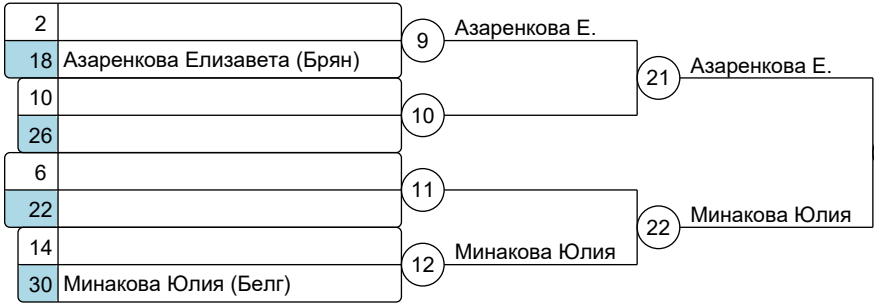 2
9 Азаренкова Е.
18 Азаренкова Елизавета (Брян)
21 Азаренкова Е.
10
10
26
6
11
22
22 Минакова Юлия
14
12 Минакова Юлия
30 Минакова Юлия (Белг)